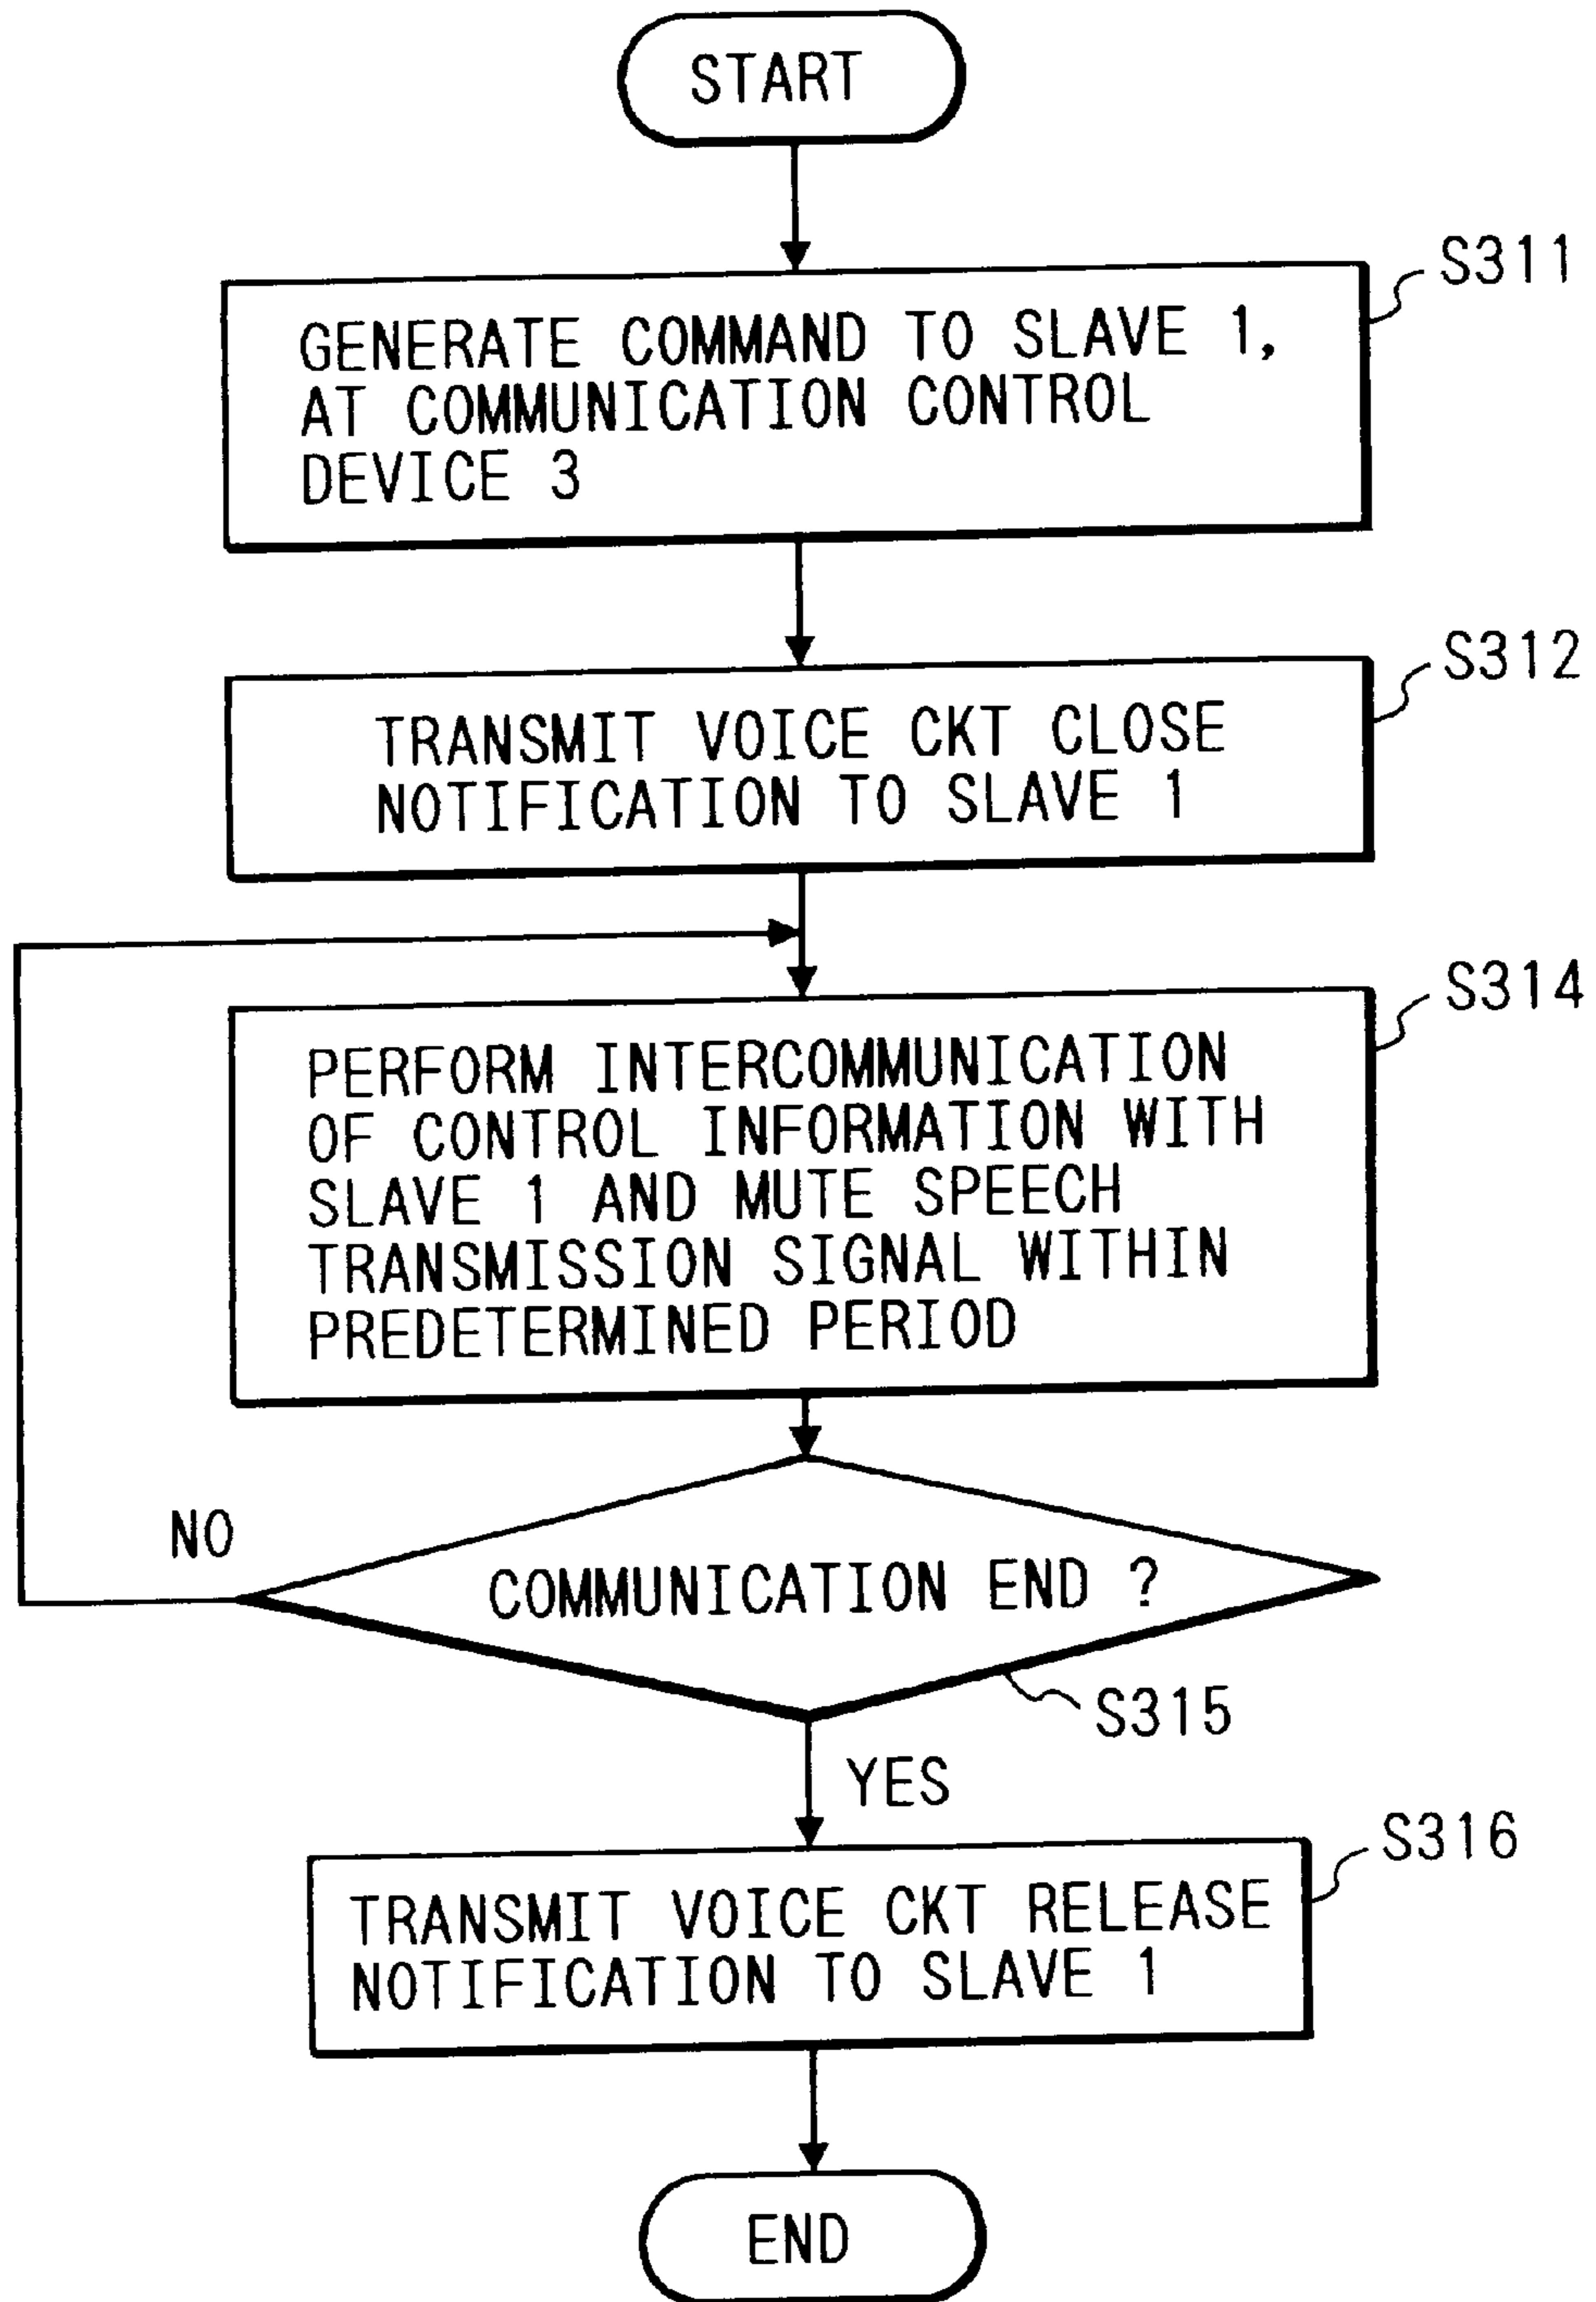 START
S311
GENERATE COMMAND TO SLAVE 1,
AT COMMUNICATION CONTROL
DEVICE 3
S312
TRANSMIT VOICE CKT CLOSE
NOTIFICATION TO SLAVE 1
S314
PERFORM INTERCOMMUNICATION
OF CONTROL INFORMATION WITH
SLAVE 1 AND MUTE SPEECH
TRANSMISSION SIGNAL WITHIN
PREDETERMINED PERIOD
NO
COMMUNICATION END ?
S315
YES
S316
TRANSMIT VOICE CKT RELEASE
NOTIFICATION TO SLAVE 1
END